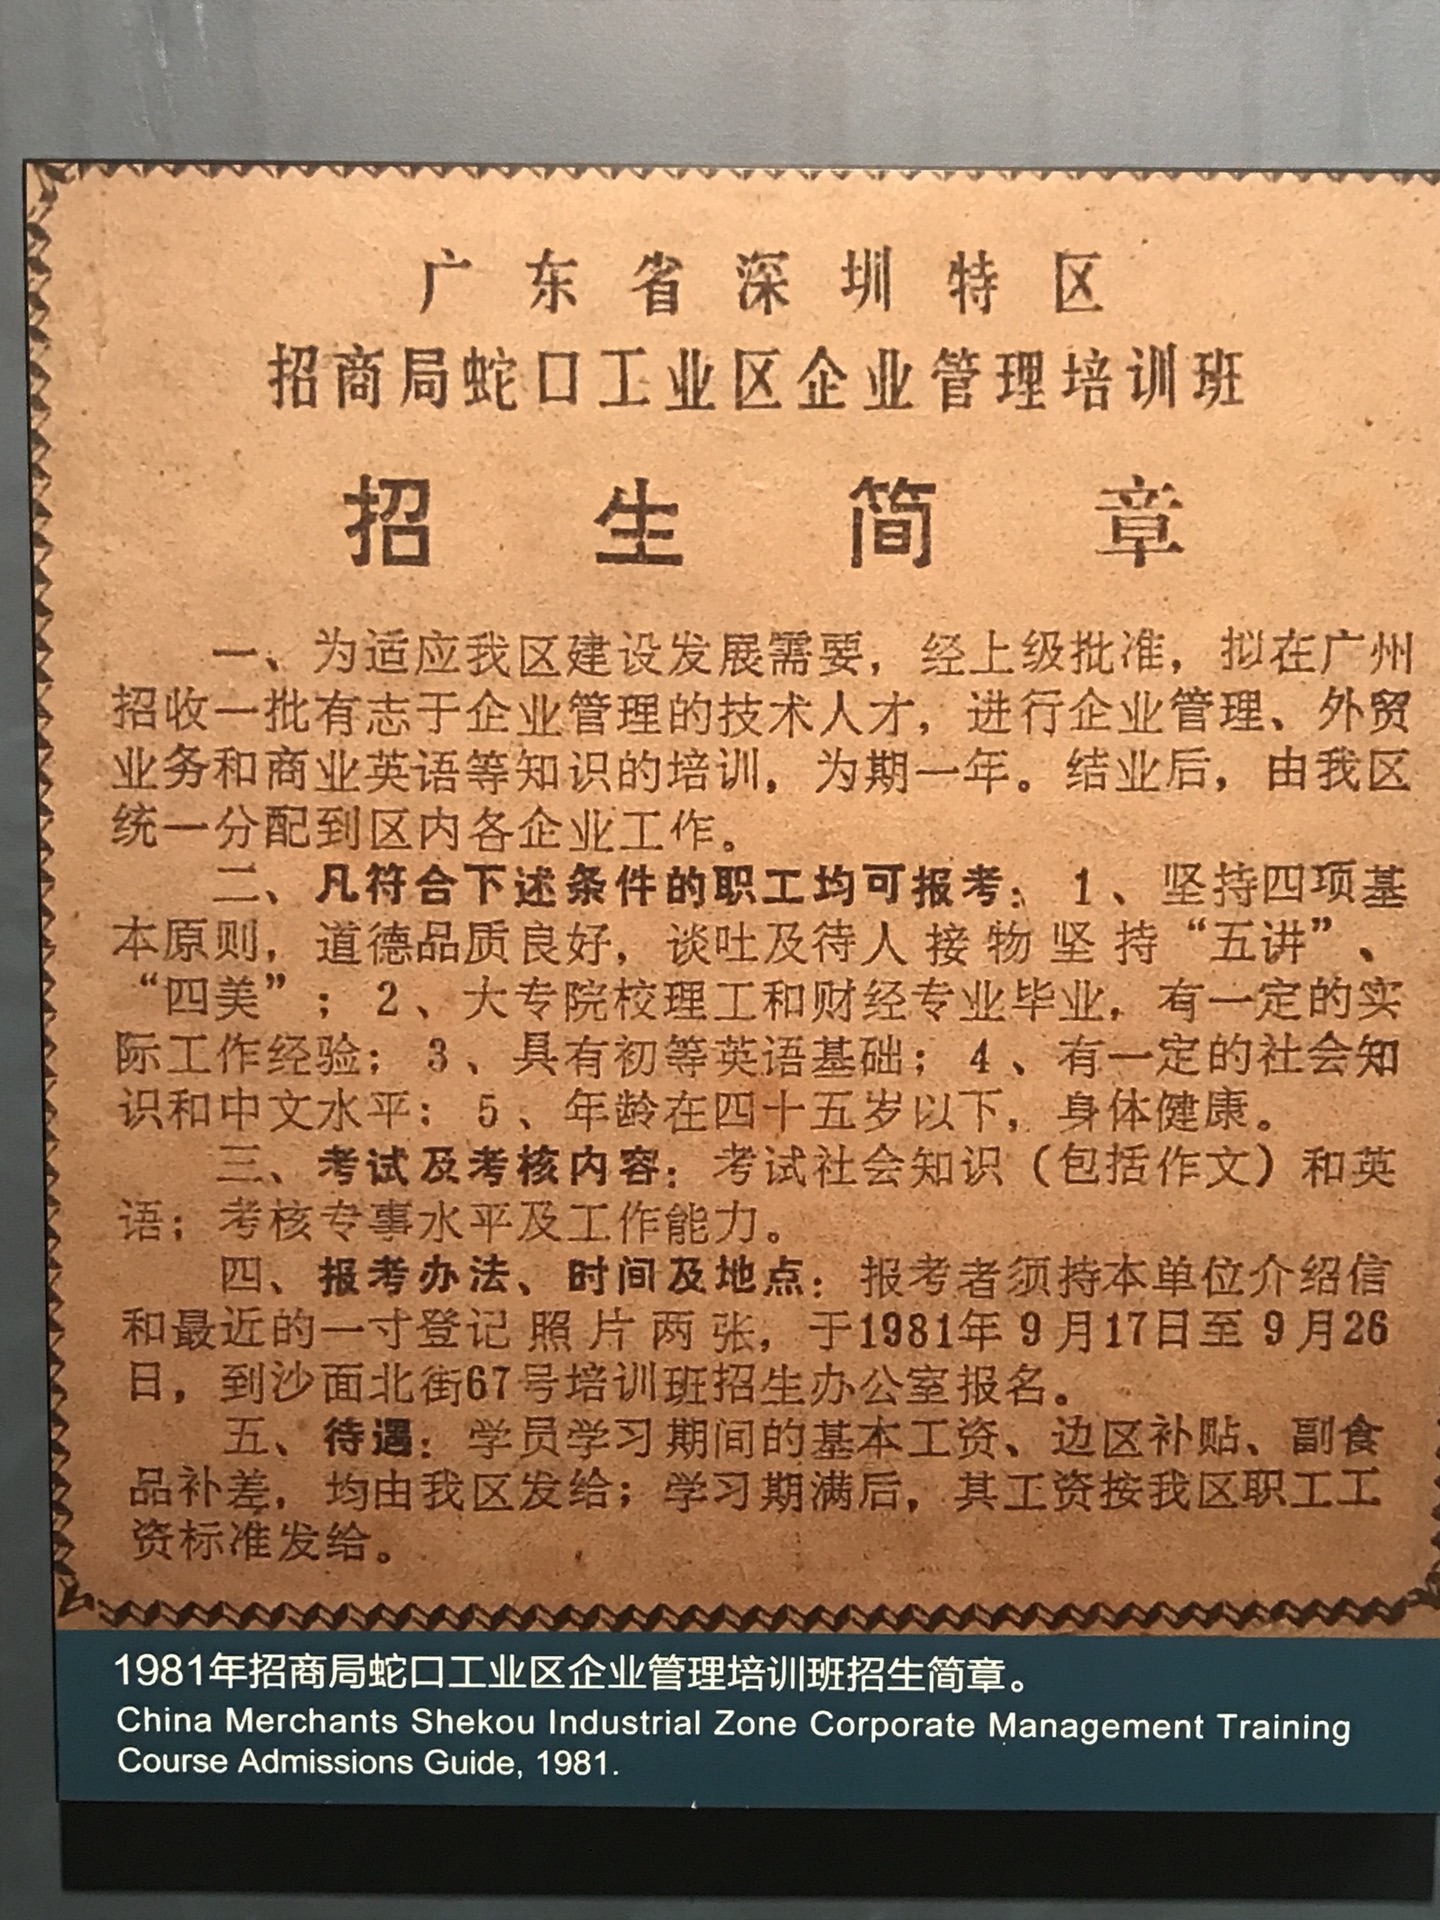 广东省深圳特区
招商局蛇口工业区企业管理培训班
招生简章
一、为适应我区建设发展需要，经上级批准，拟在广州
招收一批有志于企业管理的技术人才，进行企业管理、外贸
业务和商业英语等知识的培训，为期一年。结业后，由我区
统一分配到区内各企业工作。
二、凡符合下述条件的职工均可报考：1、坚持四项基
本原则，道德品质良好，谈吐及待人接物坚持“五讲”、
“四美”；2、大专院校理工和财经专业毕业，有一定的实
际工作经验；3、具有初等英语基础；4、有一定的社会知
识和中文水平；5、年龄在四十五岁以下，身体健康。
三、考试及考核内容：考试社会知识（包括作文）和英
语；考核专事水平及工作能力。
四、报考办法、时间及地点：报考者须持本单位介绍信
和最近的一寸登记照片两张，于1981年9月17日至9月26
日，到沙面北街67号培训班招生办公室报名。
五、待遇：学员学习期间的基本工资、边区补贴、副食
品补差，均由我区发给；学习期满后，其工资按我区职工工
资标准发给。
1981年招商局蛇口工业区企业管理培训班招生简章。
China Merchants Shekou Industrial Zone Corporate Management Training
Course Admissions Guide, 1981.